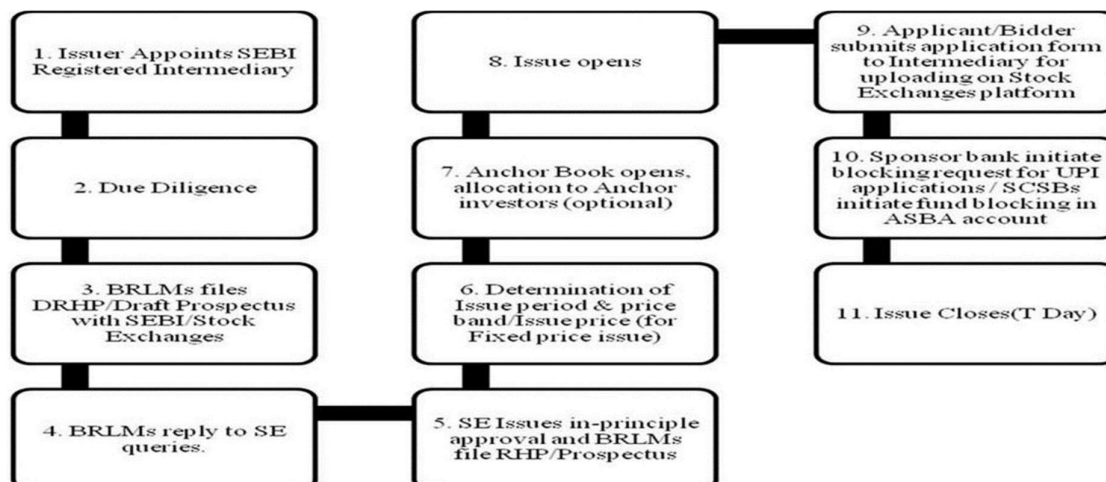 1. Issuer Appoints SEBI
Registered Intermediary
2. Due Diligence
3. BRLMs files
DRHP/Draft Prospectus
with SEBI/Stock
Exchanges
4. BRLMs reply to SE
queries.
5. SE Issues in-principle
approval and BRLMs
file RHP/Prospectus
6. Determination of
Issue period & price
band/Issue price (for
Fixed price issue)
7. Anchor Book opens,
allocation to Anchor
investors (optional)
8. Issue opens
9. Applicant/Bidder
submits application form
to Intermediary for
uploading on Stock
Exchanges platform
10. Sponsor bank initiate
blocking request for UPI
applications / SCSBs
initiate fund blocking in
ASBA account
11. Issue Closes(T Day)